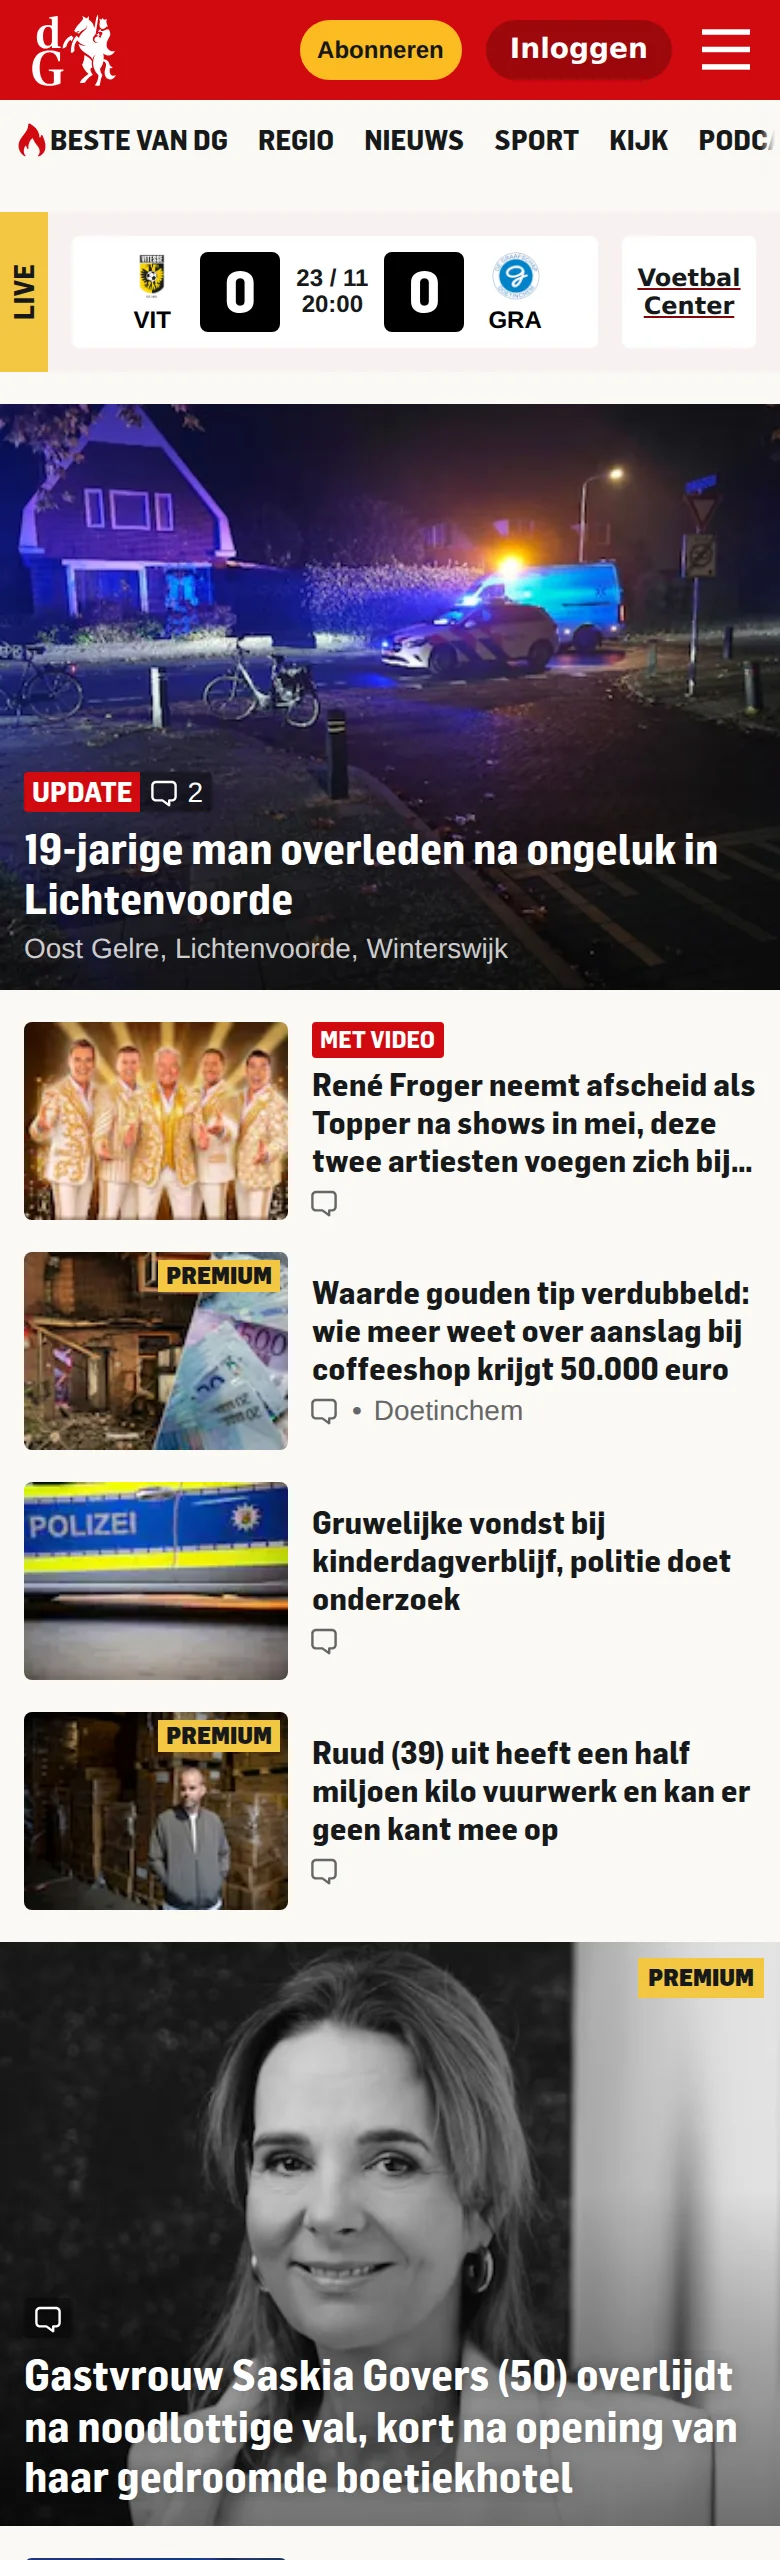 dG
Abonneren
Inloggen
BESTE VAN DG
REGIO
NIEUWS
SPORT
KIJK
PODCA
LIVE
VITESSE
VIT
0
23 / 11
20:00
0
GRA
Voetbal
Center
UPDATE
2
19-jarige man overleden na ongeluk in
Lichtenvoorde
Oost Gelre, Lichtenvoorde, Winterswijk
MET VIDEO
René Froger neemt afscheid als
Topper na shows in mei, deze
twee artiesten voegen zich bij...
PREMIUM
500
Waarde gouden tip verdubbeld:
wie meer weet over aanslag bij
coffeeshop krijgt 50.000 euro
• Doetinchem
POLIZEI
Gruwelijke vondst bij
kinderdagverblijf, politie doet
onderzoek
PREMIUM
Ruud (39) uit heeft een half
miljoen kilo vuurwerk en kan er
geen kant mee op
PREMIUM
Gastvrouw Saskia Govers (50) overlijdt
na noodlottige val, kort na opening van
haar gedroomde boetiekhotel